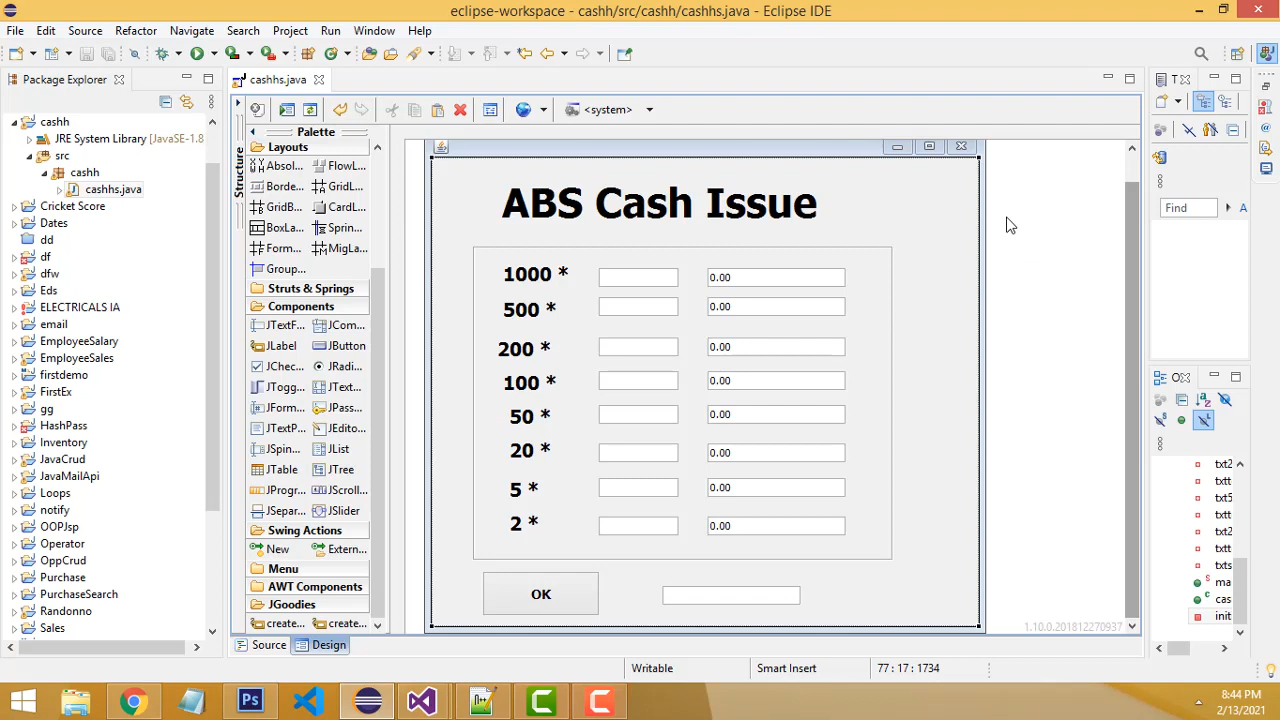 eclipse-workspace - cashh/src/cashh/cashhs.java - Eclipse IDE
File Edit Source Refactor Navigate Search Project Run Window Help
Package Explorer
cashh
JRE System Library [JavaSE-1.8
src
cashh
cashhs.java
Cricket Score
Dates
dd
df
dfw
Eds
ELECTRICALS IA
email
EmployeeSalary
EmployeeSales
firstdemo
FirstEx
gg
HashPass
Inventory
JavaCrud
JavaMailApi
Loops
notify
OOPJsp
Operator
OppCrud
Purchase
PurchaseSearch
Randonno
Sales
cashhs.java
<system>
Structure
Palette
Layouts
Absol... FlowL...
Borde... GridL...
GridB... CardL...
BoxLa... Sprin...
Form... MigLa...
Group...
Struts & Springs
Components
JTextF... JCom...
JLabel JButton
JChec... JRadi...
JTogg... JText...
JForm... JPass...
JTextP... JEdito...
JSpin... JList
JTable JTree
JProgr... JScroll...
JSepar... JSlider
Swing Actions
New Extern...
Menu
AWT Components
JGoodies
create... create...
ABS Cash Issue
1000 * 0.00
500 * 0.00
200 * 0.00
100 * 0.00
50 * 0.00
20 * 0.00
5 * 0.00
2 * 0.00
OK
1.10.0.201812270937
Source Design
T
Find A
O
txt2
txtt
txt5
txtt
txt2
txtt
txts
ma
cas
init
Writable Smart Insert 77 : 17 : 1734
8:44 PM
2/13/2021